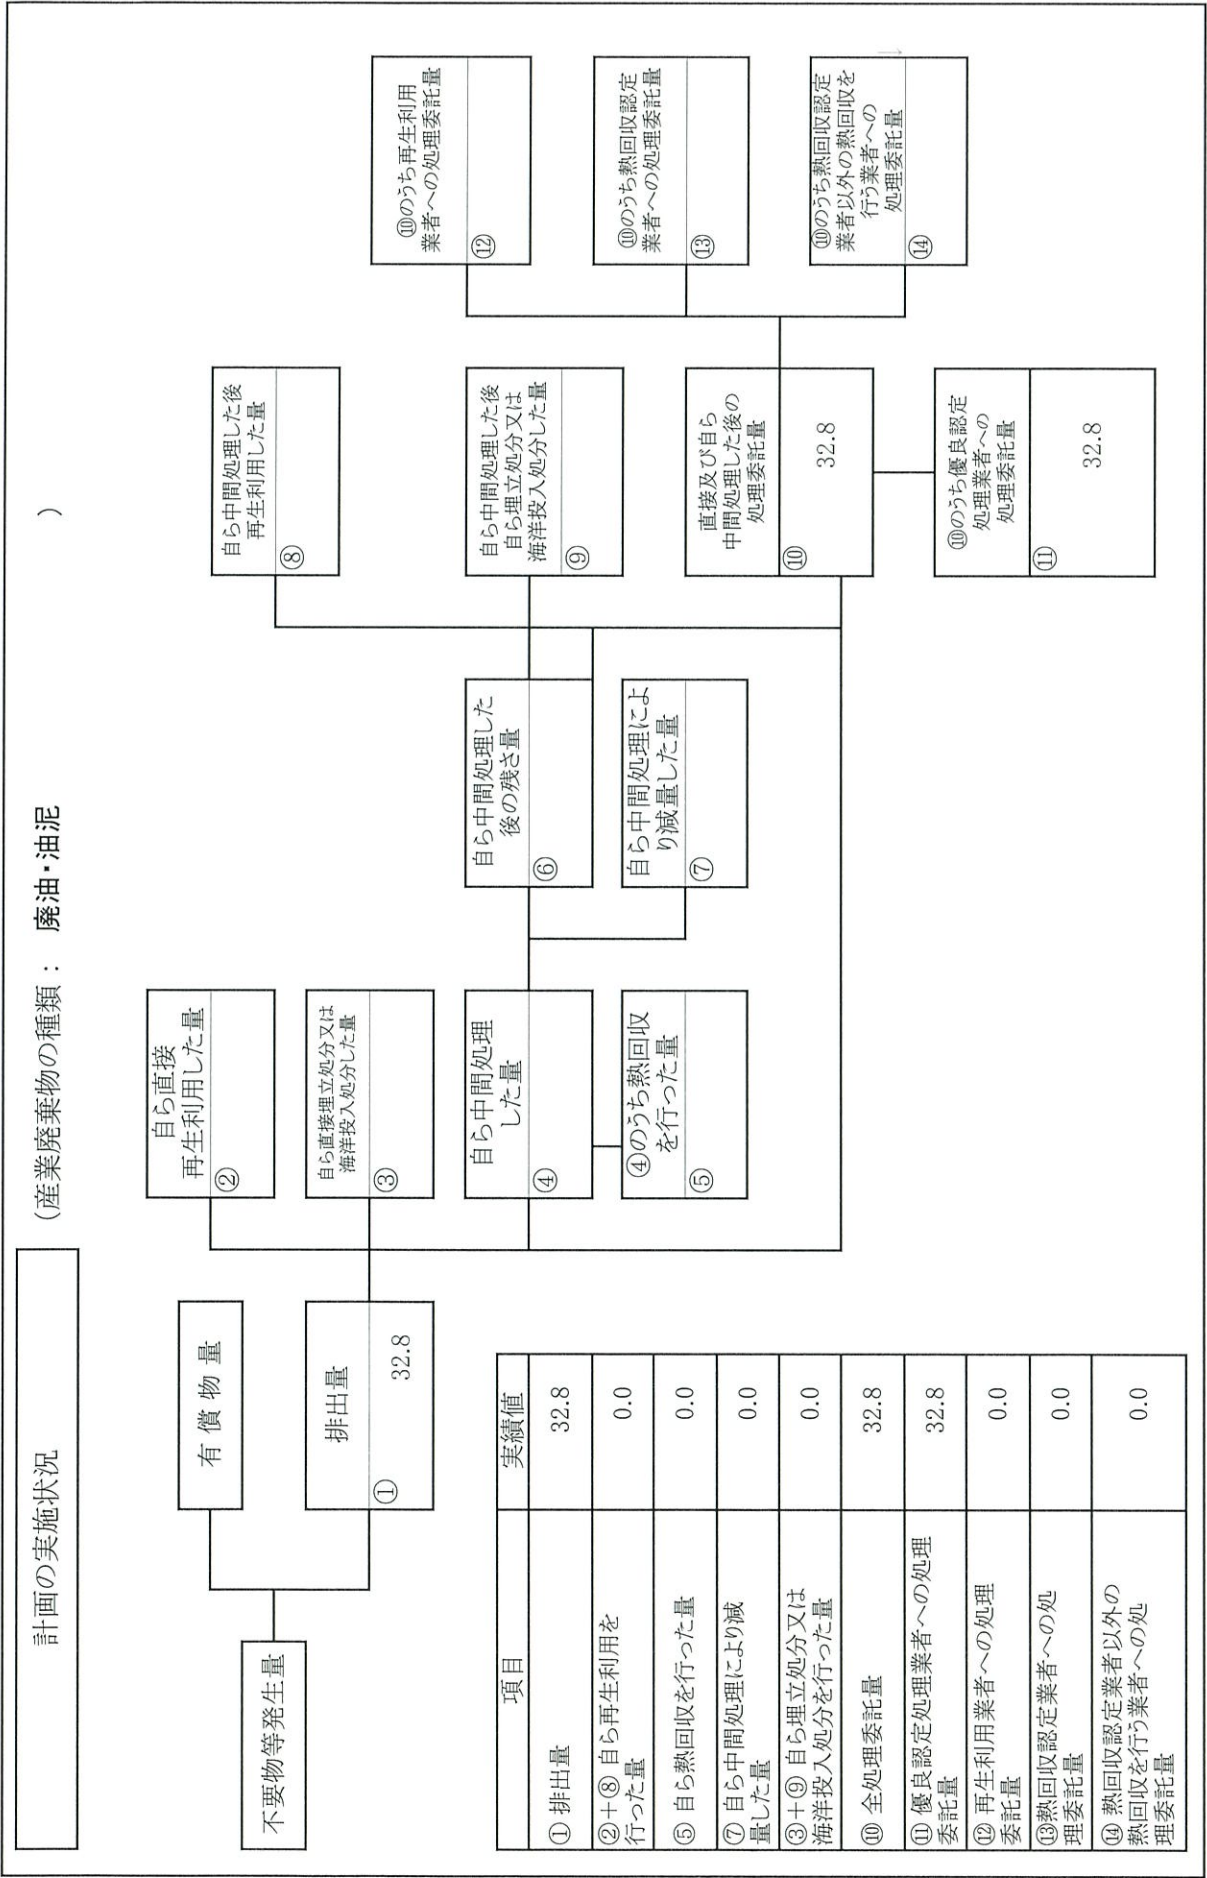 計画の実施状況
(産業廃棄物の種類： 廃油・油泥 )
不要物等発生量
有 償 物 量
排出量
①
32.8
自ら直接
再生利用した量
②
自ら直接埋立処分又は
海洋投入処分した量
③
自ら中間処理
した量
④
④のうち熱回収
を行った量
⑤
自ら中間処理した
後の残さ量
⑥
自ら中間処理によ
り減量した量
⑦
自ら中間処理した後
再生利用した量
⑧
自ら中間処理した後
自ら埋立処分又は
海洋投入処分した量
⑨
直接及び自ら
中間処理した後の
処理委託量
⑩
32.8
⑩のうち優良認定
処理業者への
処理委託量
⑪
32.8
⑩のうち再生利用
業者への処理委託量
⑫
⑩のうち熱回収認定
業者への処理委託量
⑬
⑩のうち熱回収認定
業者以外の熱回収を
行う業者への
処理委託量
⑭
項目 実績値
① 排出量 32.8
②＋⑧ 自ら再生利用を
行った量 0.0
⑤ 自ら熱回収を行った量 0.0
⑦ 自ら中間処理により減
量した量 0.0
③＋⑨ 自ら埋立処分又は
海洋投入処分を行った量 0.0
⑩ 全処理委託量 32.8
⑪ 優良認定処理業者への処理
委託量 32.8
⑫ 再生利用業者への処理
委託量 0.0
⑬熱回収認定業者への処
理委託量 0.0
⑭ 熱回収認定業者以外の
熱回収を行う業者への処
理委託量 0.0